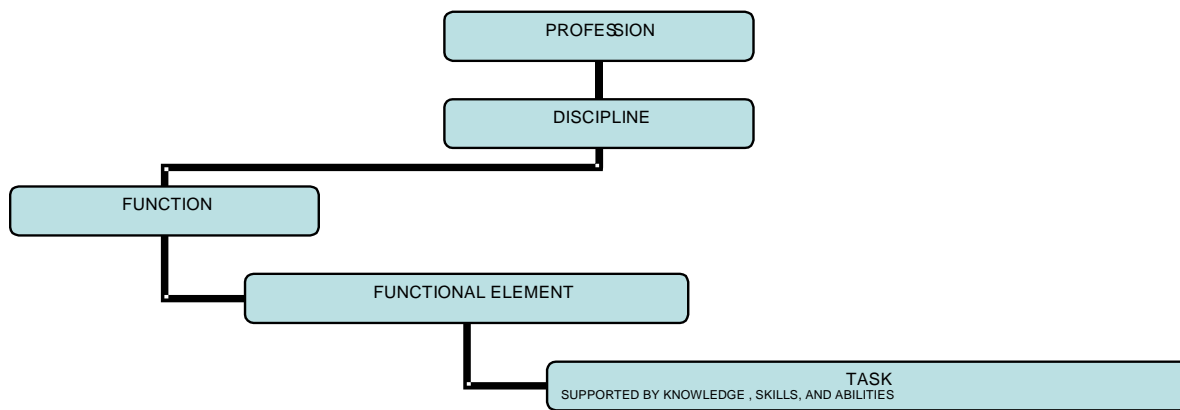 PROFESSION
DISCIPLINE
FUNCTION
FUNCTIONAL ELEMENT
TASK
SUPPORTED BY KNOWLEDGE , SKILLS, AND ABILITIES